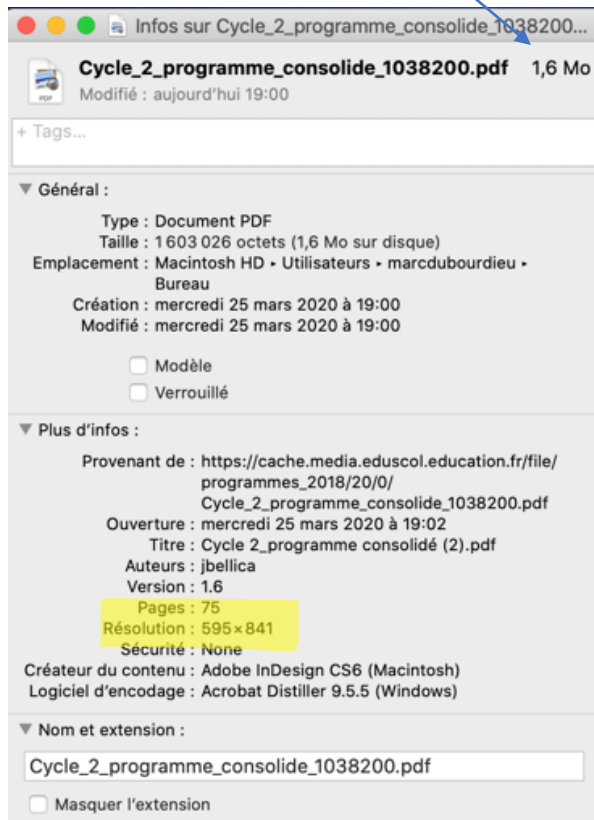 Infos sur Cycle_2_programme_consolide_1038200...
Cycle_2_programme_consolide_1038200.pdf 1,6 Mo
Modifié : aujourd'hui 19:00
+ Tags...
▼ Général :
Type : Document PDF
Taille : 1 603 026 octets (1,6 Mo sur disque)
Emplacement : Macintosh HD ▸ Utilisateurs ▸ marcdubourdieu ▸
Bureau
Création : mercredi 25 mars 2020 à 19:00
Modifié : mercredi 25 mars 2020 à 19:00
Modèle
Verrouillé
▼ Plus d'infos :
Provenant de : https://cache.media.eduscol.education.fr/file/
programmes_2018/20/0/
Cycle_2_programme_consolide_1038200.pdf
Ouverture : mercredi 25 mars 2020 à 19:02
Titre : Cycle 2_programme consolidé (2).pdf
Auteurs : jbellica
Version : 1.6
Pages : 75
Résolution : 595×841
Sécurité : None
Créateur du contenu : Adobe InDesign CS6 (Macintosh)
Logiciel d'encodage : Acrobat Distiller 9.5.5 (Windows)
▼ Nom et extension :
Cycle_2_programme_consolide_1038200.pdf
Masquer l'extension